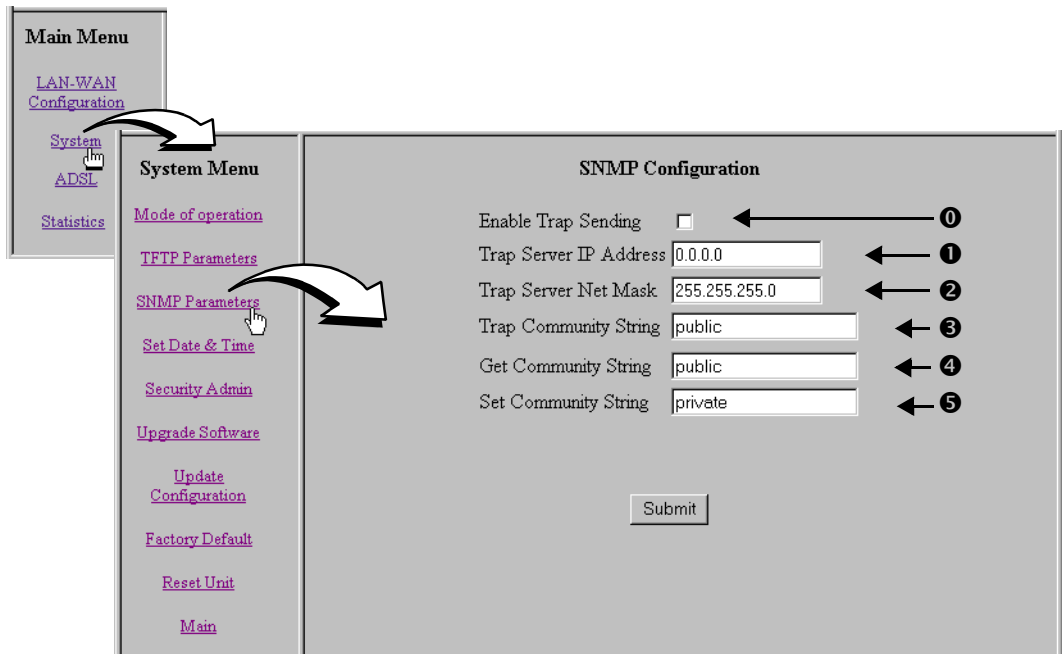 Main Menu
LAN-WAN
Configuration
System
ADSL
Statistics
System Menu
Mode of operation
TFTP Parameters
SNMP Parameters
Set Date & Time
Security Admin
Upgrade Software
Update
Configuration
Factory Default
Reset Unit
Main
SNMP Configuration
Enable Trap Sending ⓿
Trap Server IP Address 0.0.0.0 ❶
Trap Server Net Mask 255.255.255.0 ❷
Trap Community String public ❸
Get Community String public ❹
Set Community String private ❺
Submit